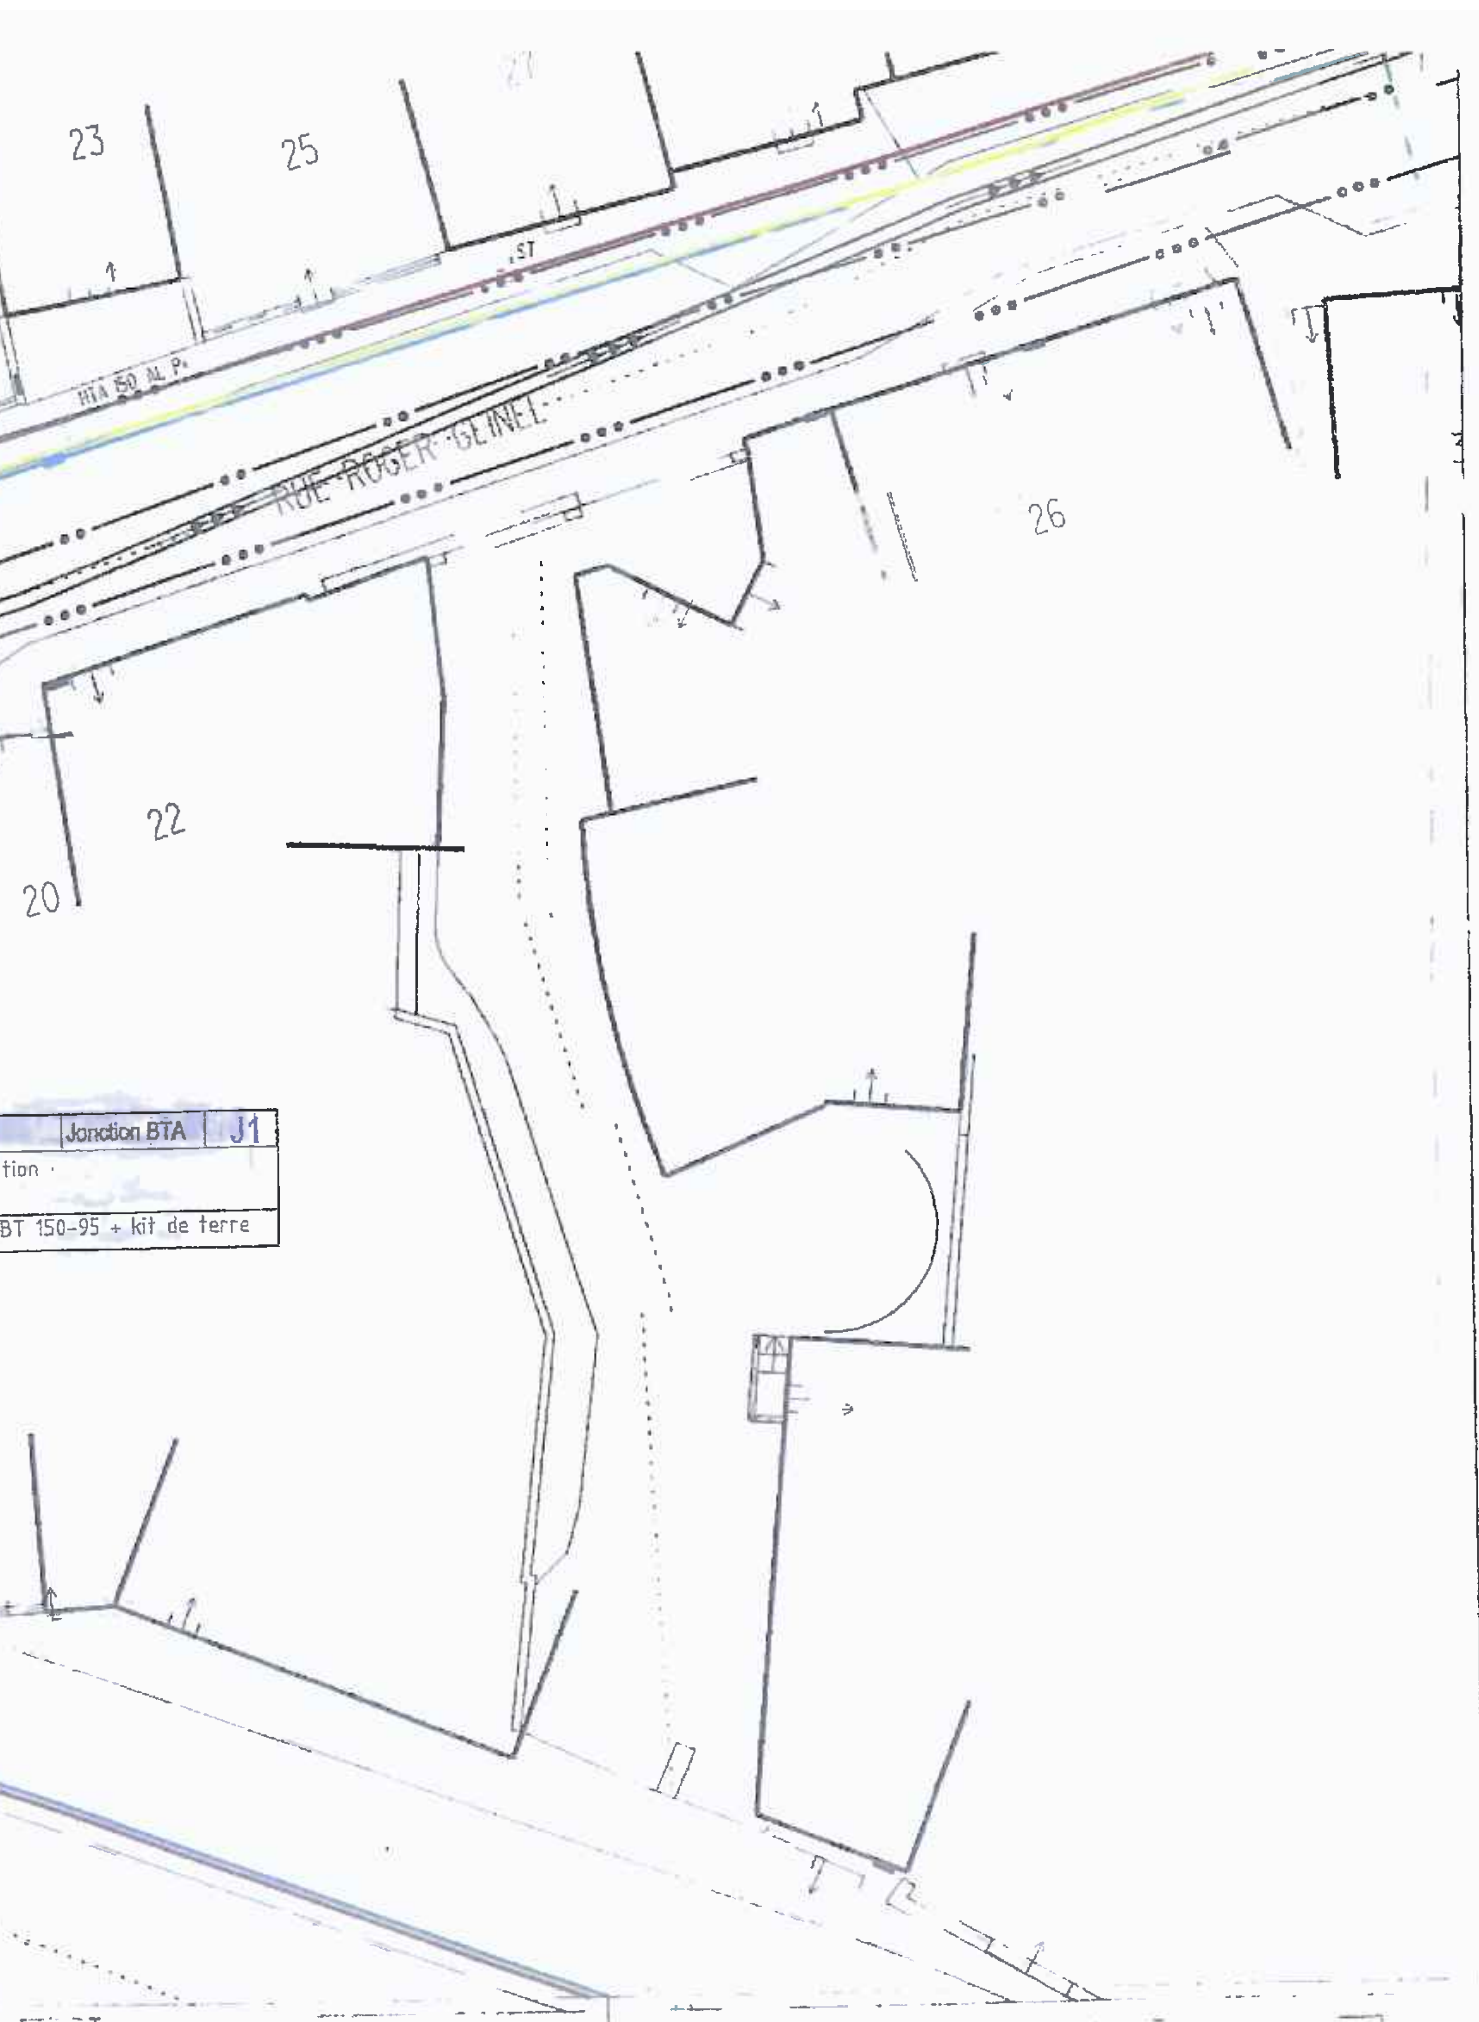 27
23
25
ST
HTA 150 AL P.
RUE ROGER GEINEL
26
22
20
Jonction BTA J1
tion
BT 150-95 + kit de terre